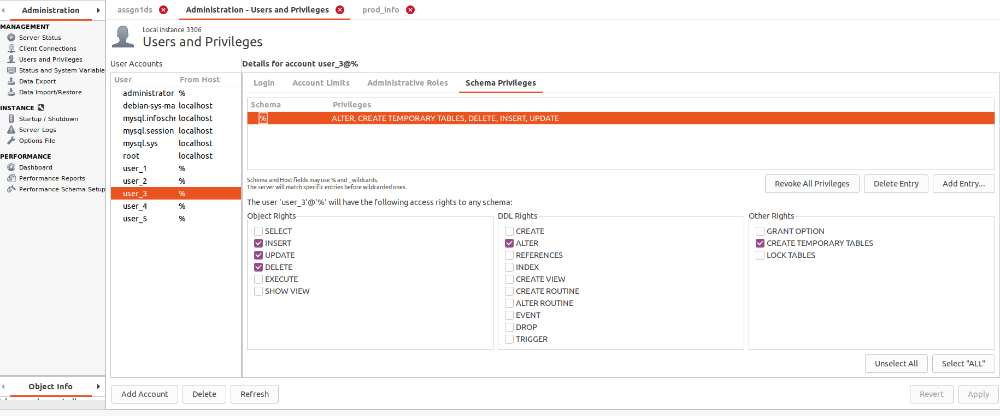 Administration
assgn1ds
Administration - Users and Privileges
prod_info
MANAGEMENT
Server Status
Client Connections
Users and Privileges
Status and System Variable
Data Export
Data Import/Restore
INSTANCE
Startup / Shutdown
Server Logs
Options File
PERFORMANCE
Dashboard
Performance Reports
Performance Schema Setup
Object Info
Local instance 3306
Users and Privileges
User Accounts
User From Host
administrator %
debian-sys-ma localhost
mysql.infosche localhost
mysql.session localhost
mysql.sys localhost
root localhost
user_1 %
user_2 %
user_3 %
user_4 %
user_5 %
Details for account user_3@%
Login Account Limits Administrative Roles Schema Privileges
Schema Privileges
% ALTER, CREATE TEMPORARY TABLES, DELETE, INSERT, UPDATE
Schema and Host fields may use % and _ wildcards.
The server will match specific entries before wildcarded ones.
Revoke All Privileges Delete Entry Add Entry...
The user 'user_3'@'%' will have the following access rights to any schema:
Object Rights
SELECT
INSERT
UPDATE
DELETE
EXECUTE
SHOW VIEW
DDL Rights
CREATE
ALTER
REFERENCES
INDEX
CREATE VIEW
CREATE ROUTINE
ALTER ROUTINE
EVENT
DROP
TRIGGER
Other Rights
GRANT OPTION
CREATE TEMPORARY TABLES
LOCK TABLES
Unselect All Select "ALL"
Add Account Delete Refresh
Revert Apply